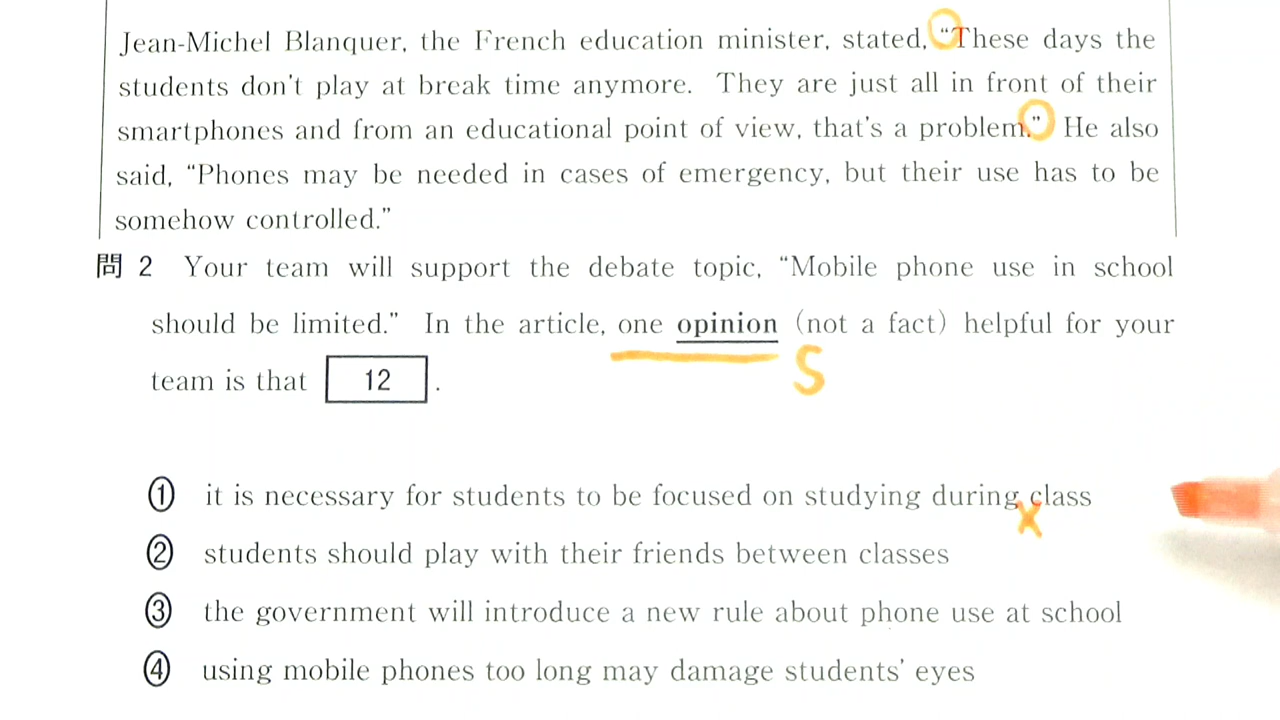 Jean-Michel Blanquer, the French education minister, stated, “These days the
students don't play at break time anymore. They are just all in front of their
smartphones and from an educational point of view, that's a problem.” He also
said, “Phones may be needed in cases of emergency, but their use has to be
somehow controlled.”
問 2 Your team will support the debate topic, “Mobile phone use in school
should be limited.” In the article, one opinion (not a fact) helpful for your
team is that 12 .
S
① it is necessary for students to be focused on studying during class
X
② students should play with their friends between classes
③ the government will introduce a new rule about phone use at school
④ using mobile phones too long may damage students' eyes